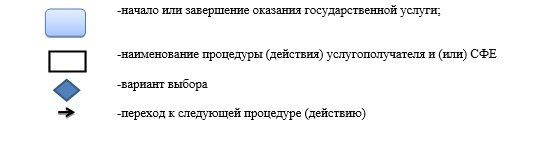 -начало или завершение оказания государственной услуги;
-наименование процедуры (действия) услугополучателя и (или) СФЕ
-вариант выбора
-переход к следующей процедуре (действию)